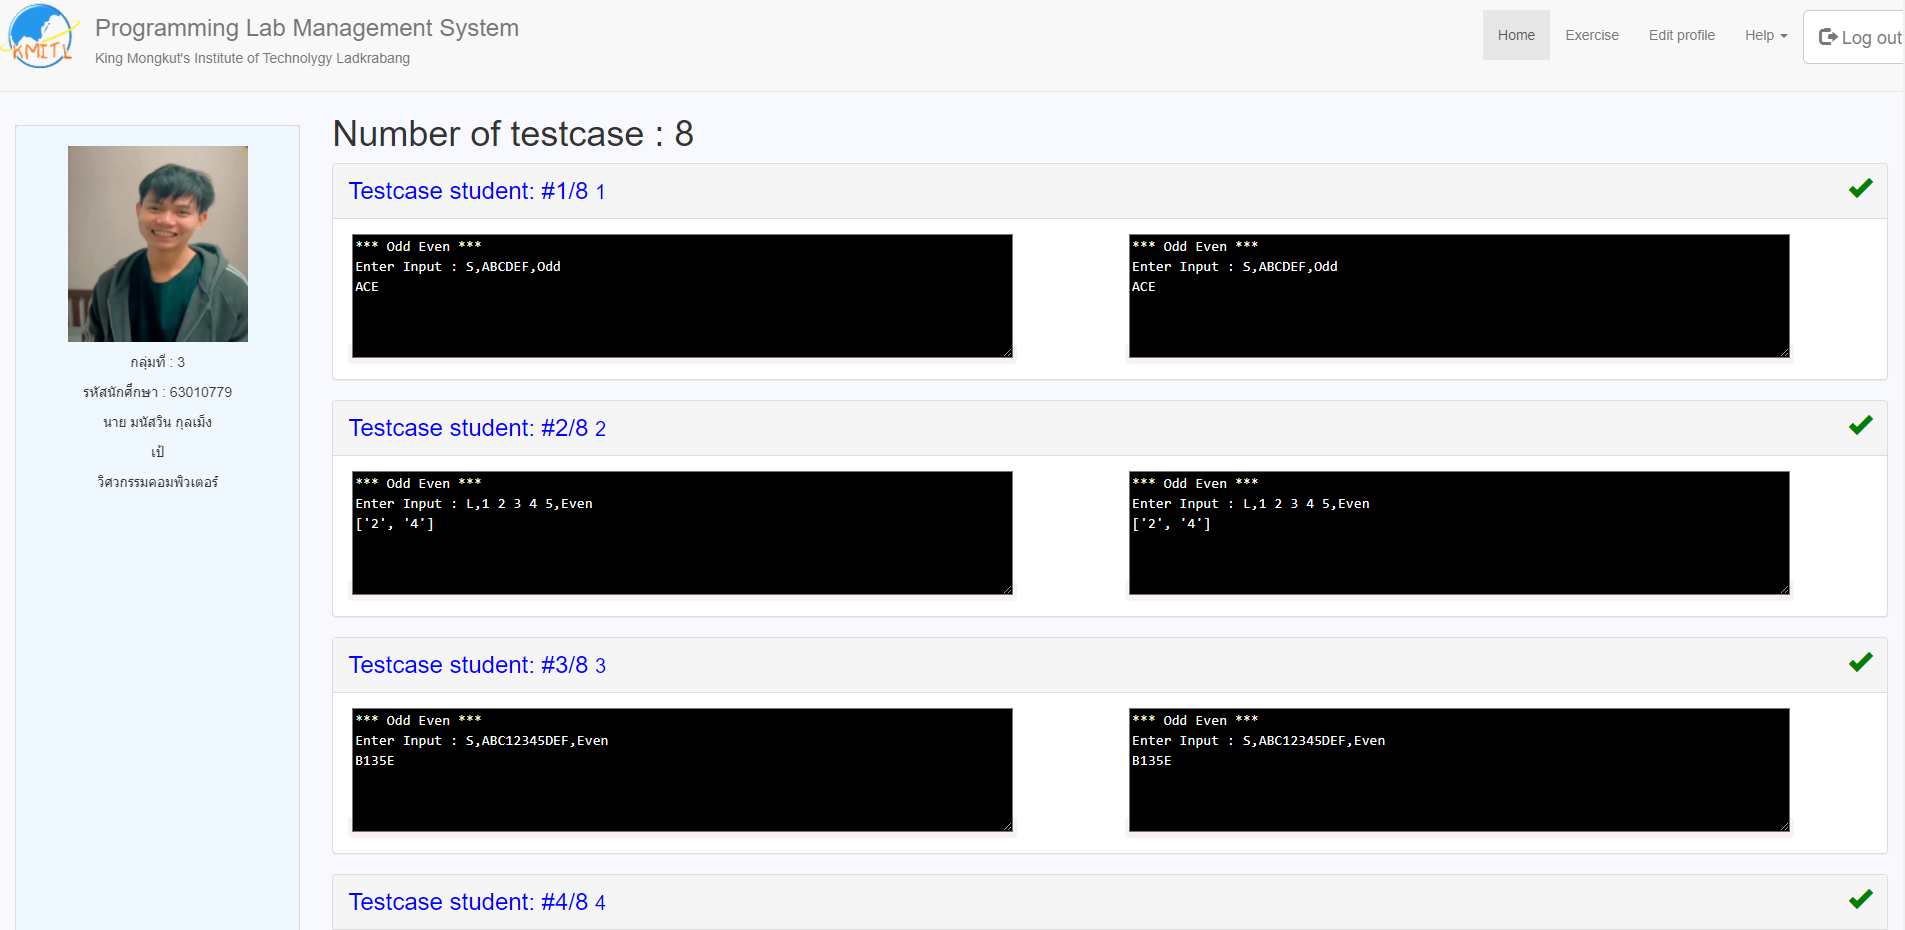 KMITL
Programming Lab Management System
King Mongkut's Institute of Technolygy Ladkrabang
Home
Exercise
Edit profile
Help
Log out
กลุ่มที่ : 3
รหัสนักศึกษา : 63010779
นาย มนัสวิน กุลเม็ง
เป้
วิศวกรรมคอมพิวเตอร์
Number of testcase : 8
Testcase student: #1/8 1
*** Odd Even ***
Enter Input : S,ABCDEF,Odd
ACE
*** Odd Even ***
Enter Input : S,ABCDEF,Odd
ACE
Testcase student: #2/8 2
*** Odd Even ***
Enter Input : L,1 2 3 4 5,Even
['2', '4']
*** Odd Even ***
Enter Input : L,1 2 3 4 5,Even
['2', '4']
Testcase student: #3/8 3
*** Odd Even ***
Enter Input : S,ABC12345DEF,Even
B135E
*** Odd Even ***
Enter Input : S,ABC12345DEF,Even
B135E
Testcase student: #4/8 4